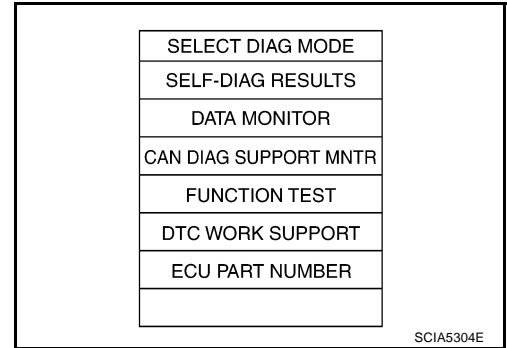 SELECT DIAG MODE
SELF-DIAG RESULTS
DATA MONITOR
CAN DIAG SUPPORT MNTR
FUNCTION TEST
DTC WORK SUPPORT
ECU PART NUMBER
SCIA5304E